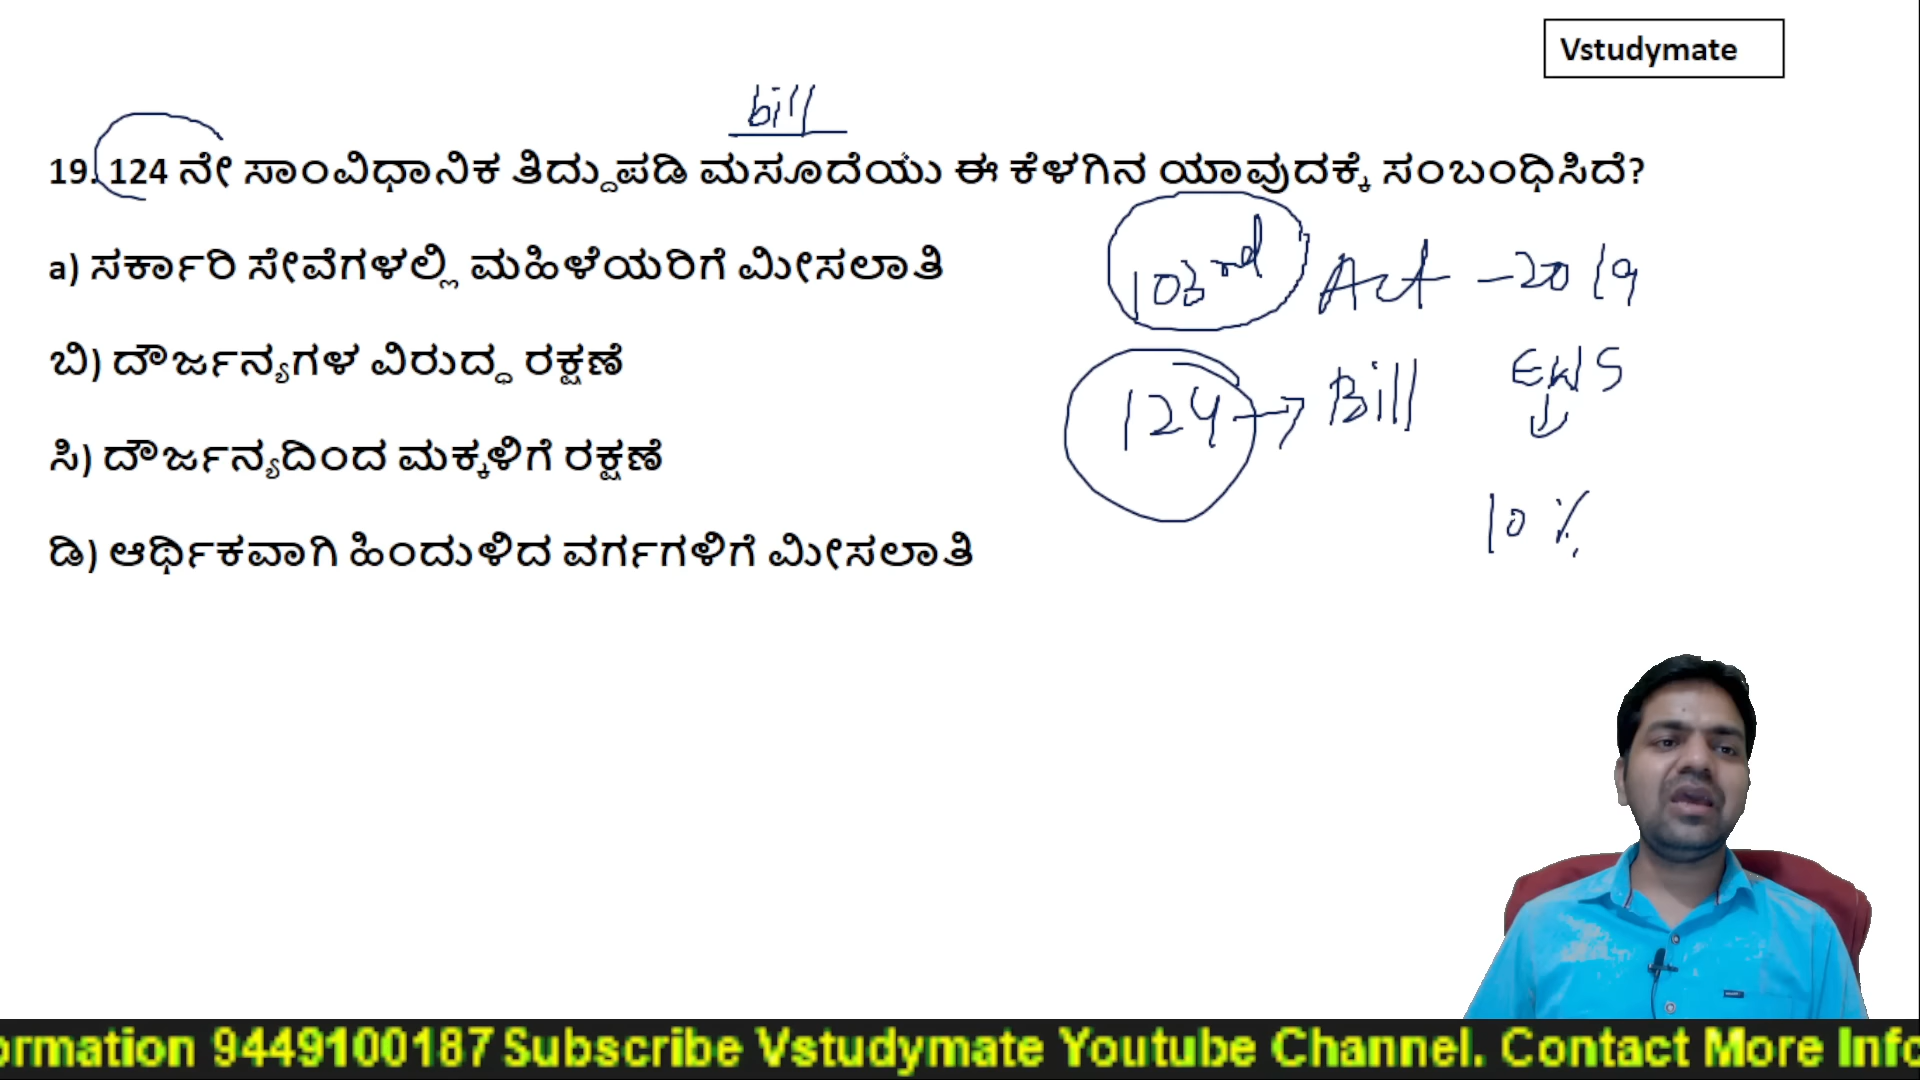 Vstudymate
bill
19. 124 ನೇ ಸಾಂವಿಧಾನಿಕ ತಿದ್ದುಪಡಿ ಮಸೂದೆಯು ಈ ಕೆಳಗಿನ ಯಾವುದಕ್ಕೆ ಸಂಬಂಧಿಸಿದೆ?
a) ಸರ್ಕಾರಿ ಸೇವೆಗಳಲ್ಲಿ ಮಹಿಳೆಯರಿಗೆ ಮೀಸಲಾತಿ
103rd Act - 2019
ಬಿ) ದೌರ್ಜನ್ಯಗಳ ವಿರುದ್ಧ ರಕ್ಷಣೆ
EWS
124 → Bill
ಸಿ) ದೌರ್ಜನ್ಯದಿಂದ ಮಕ್ಕಳಿಗೆ ರಕ್ಷಣೆ
10 %
ಡಿ) ಆರ್ಥಿಕವಾಗಿ ಹಿಂದುಳಿದ ವರ್ಗಗಳಿಗೆ ಮೀಸಲಾತಿ
ormation 9449100187 Subscribe Vstudymate Youtube Channel. Contact More Info